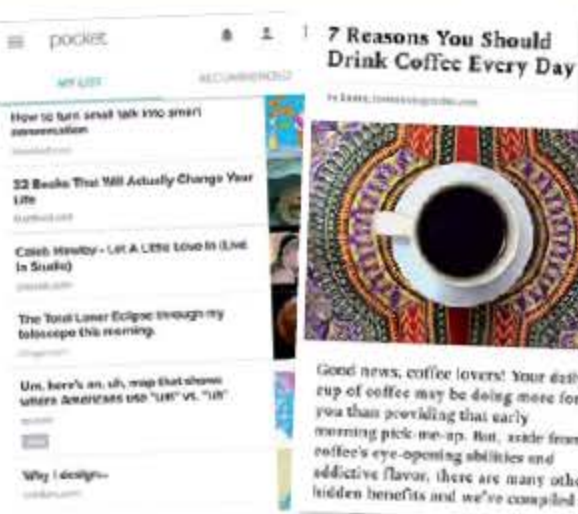 pocket
MY LIST
RECOMMENDED
How to turn small talk into smart
conversation
32 Books That Will Actually Change Your
Life
Caleb Hawley - Let A Little Love In (Live
In Studio)
The Total Lunar Eclipse through my
telescope this morning.
Um, here's an, uh, map that shows
where Americans use "um" vs. "uh"
Why I design..
7 Reasons You Should
Drink Coffee Every Day
Good news, coffee lovers! Your daily
cup of coffee may be doing more for
you than providing that early
morning pick-me-up. But, aside from
coffee's eye-opening abilities and
addictive flavor, there are many othe
hidden benefits and we've compiled